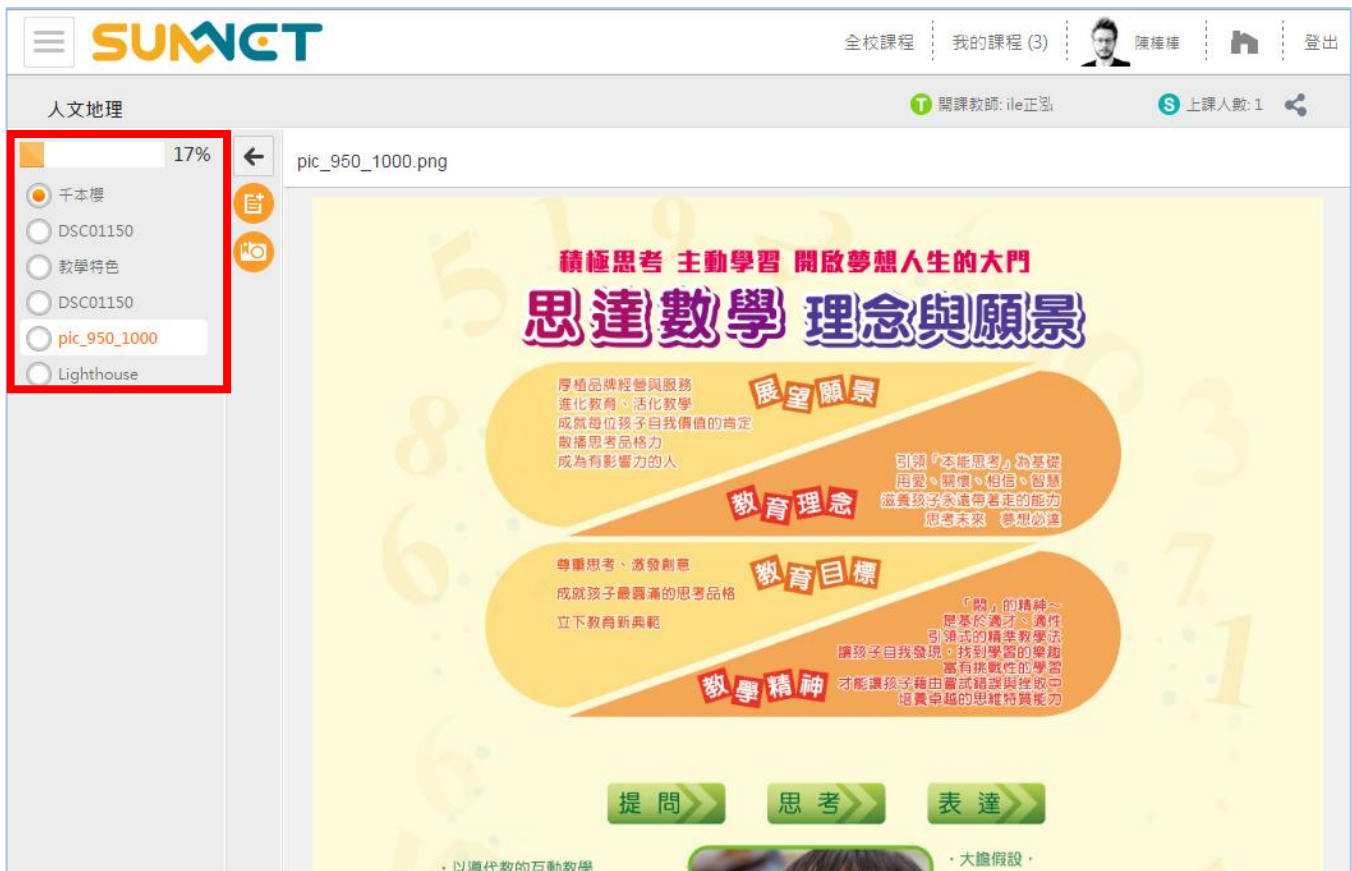 SUNNET
全校課程
我的課程 (3)
陳棒棒
登出
人文地理
T 開課教師: ile正泓
S 上課人數: 1
17%
千本櫻
DSC01150
教學特色
DSC01150
pic_950_1000
Lighthouse
pic_950_1000.png
積極思考 主動學習 開啟夢想人生的大門
思達數學 理念與願景
展望願景
厚植品牌經營與服務
進化教育、活化教學
成就每位孩子自我價值的肯定
散播思考品格力
成為有影響力的人
教育理念
引領「本能思考」為基礎
用愛、關懷、相信、智慧
滋養孩子永遠帶著走的能力
思考未來 夢想必達
教育目標
尊重思考、激發創意
成就孩子最圓滿的思考品格
立下教育新典範
教學精神
「悶」的精神~
是基於適才、適性
引領式的精準教學法
讓孩子自我發現,找到學習的樂趣
富有挑戰性的學習
才能讓孩子藉由嘗試錯誤與挫敗中
培養卓越的思維特質能力
提問
思考
表達
・以導代教的互動教學
・大膽假設,